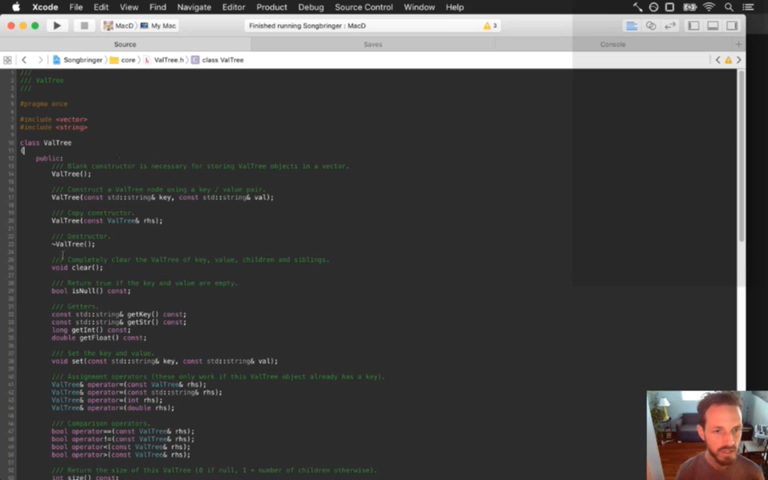 Xcode File Edit View Find Navigate Editor Product Debug Source Control Window Help
MacD My Mac
Finished running Songbringer : MacD
3
Source Saves Console
Songbringer core ValTree.h class ValTree
///
/// ValTree
///
#pragma once
#include <vector>
#include <string>
class ValTree
{
public:
/// Blank constructor is necessary for storing ValTree objects in a vector.
ValTree();
/// Construct a ValTree node using a key / value pair.
ValTree(const std::string& key, const std::string& val);
/// Copy constructor.
ValTree(const ValTree& rhs);
/// Destructor.
~ValTree();
/// Completely clear the ValTree of key, value, children and siblings.
void clear();
/// Return true if the key and value are empty.
bool isNull() const;
/// Getters.
const std::string& getKey() const;
const std::string& getStr() const;
long getInt() const;
double getFloat() const;
/// Set the key and value.
void set(const std::string& key, const std::string& val);
/// Assignment operators (these only work if this ValTree object already has a key).
ValTree& operator=(const ValTree& rhs);
ValTree& operator=(const std::string& rhs);
ValTree& operator=(int rhs);
ValTree& operator=(double rhs);
/// Comparison operators.
bool operator==(const ValTree& rhs);
bool operator!=(const ValTree& rhs);
bool operator<(const ValTree& rhs);
bool operator>(const ValTree& rhs);
/// Return the size of this ValTree (0 if null, 1 + number of children otherwise).
int size() const;